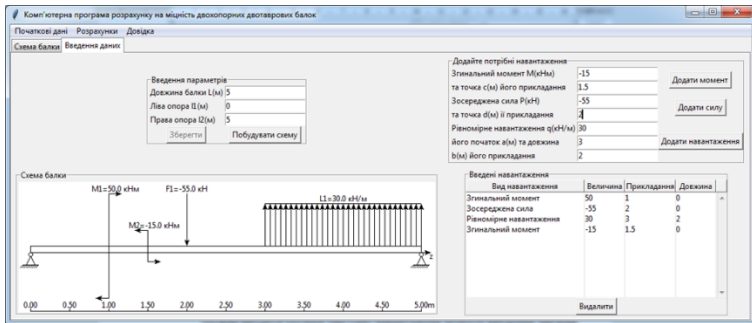 Комп'ютерна програма розрахунку на міцність двохопорних двотаврових балок
Початкові дані Розрахунки Довідка
Схема балки Введення даних
Введення параметрів
Довжина балки L(м) 5
Ліва опора l1(м) 0
Права опора l2(м) 5
Зберегти Побудувати схему
Додайте потрібні навантаження
Згинальний момент M(кНм) -15
та точка c(м) його прикладання 1.5
Додати момент
Зосереджена сила P(кН) -55
та точка d(м) її прикладання 2
Додати силу
Рівномірне навантаження q(кН/м) 30
його початок a(м) та довжина 3
b(м) його прикладання 2
Додати навантаження
Схема балки
M1=50.0 кНм F1=-55.0 кН
L1=30.0 кН/м
M2=-15.0 кНм
z
0,00 0,50 1,00 1,50 2,00 2,50 3,00 3,50 4,00 4,50 5,00m
Введені навантаження
Вид навантаження Величина Прикладання Довжина
Згинальний момент 50 1 0
Зосереджена сила -55 2 0
Рівномірне навантаження 30 3 2
Згинальний момент -15 1.5 0
Видалити